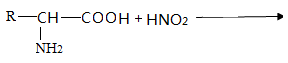 R—CH—COOH + HNO₂ ⟶
NH₂